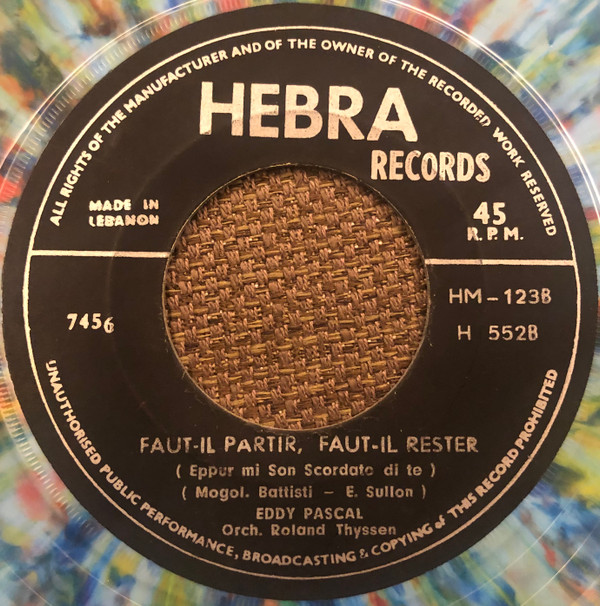 ALL RIGHTS OF THE MANUFACTURER AND OF THE OWNER OF THE RECORDED WORK RESERVED
HEBRA
RECORDS
MADE IN
LEBANON
45
R.P.M.
7456
HM-123B
H 552B
FAUT-IL PARTIR, FAUT-IL RESTER
( Eppur mi Son Scordato di te )
( Mogol. Battisti - E. Sullon )
EDDY PASCAL
Orch. Roland Thyssen
UNAUTHORISED PUBLIC PERFORMANCE, BROADCASTING & COPYING of THIS RECORD PROHIBITED